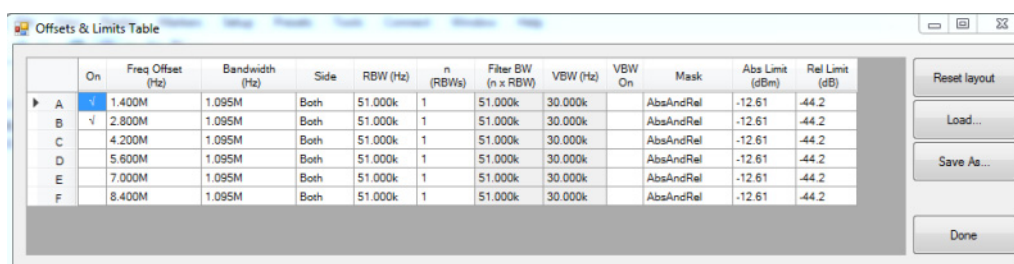 Offsets & Limits Table
On Freq Offset (Hz) Bandwidth (Hz) Side RBW (Hz) n (RBWs) Filter BW (n x RBW) VBW (Hz) VBW On Mask Abs Limit (dBm) Rel Limit (dB)
A √ 1.400M 1.095M Both 51.000k 1 51.000k 30.000k AbsAndRel -12.61 -44.2
B √ 2.800M 1.095M Both 51.000k 1 51.000k 30.000k AbsAndRel -12.61 -44.2
C 4.200M 1.095M Both 51.000k 1 51.000k 30.000k AbsAndRel -12.61 -44.2
D 5.600M 1.095M Both 51.000k 1 51.000k 30.000k AbsAndRel -12.61 -44.2
E 7.000M 1.095M Both 51.000k 1 51.000k 30.000k AbsAndRel -12.61 -44.2
F 8.400M 1.095M Both 51.000k 1 51.000k 30.000k AbsAndRel -12.61 -44.2
Reset layout
Load...
Save As...
Done